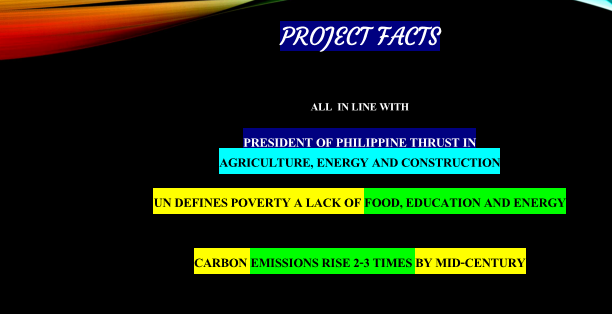 PROJECT FACTS
ALL IN LINE WITH
PRESIDENT OF PHILIPPINE THRUST IN
AGRICULTURE, ENERGY AND CONSTRUCTION
UN DEFINES POVERTY A LACK OF FOOD, EDUCATION AND ENERGY
CARBON EMISSIONS RISE 2-3 TIMES BY MID-CENTURY